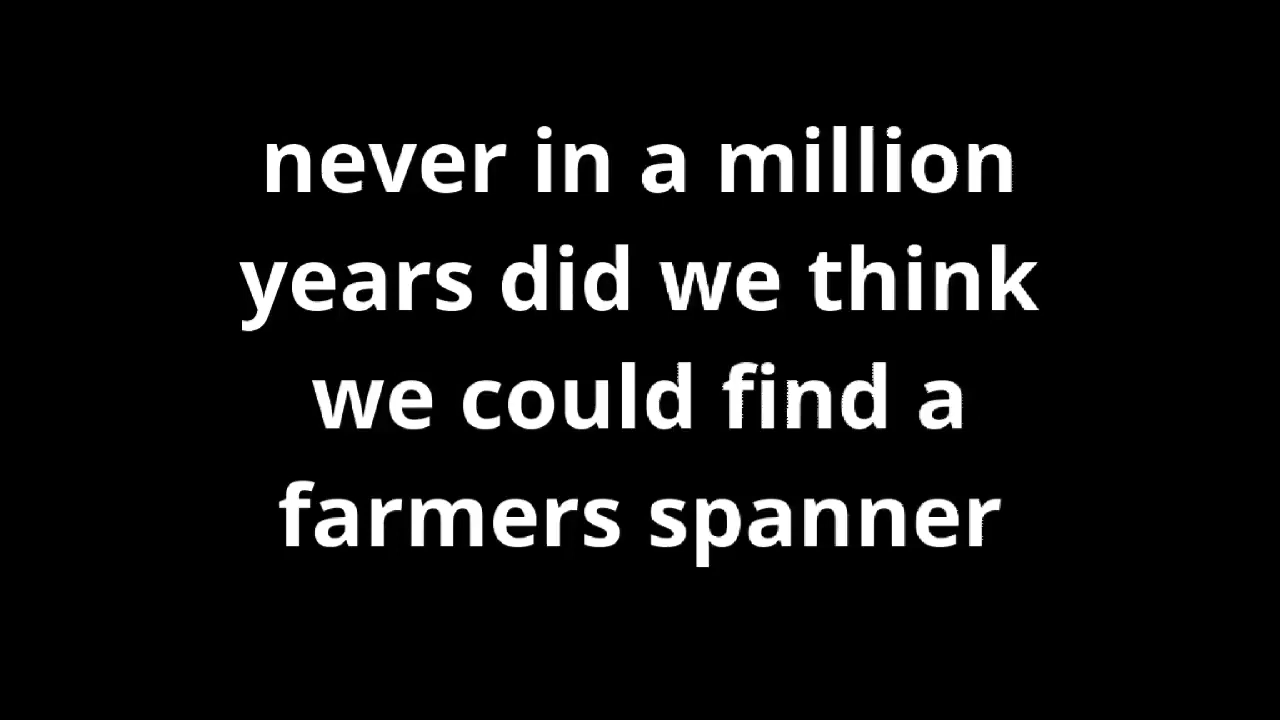 never in a million
years did we think
we could find a
farmers spanner